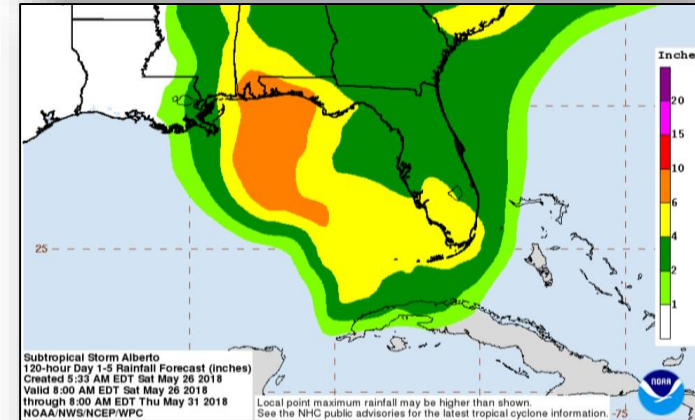 Inche
20
15
10
6
4
2
1
25
Subtropical Storm Alberto
120-hour Day 1-5 Rainfall Forecast (inches)
Created 5:33 AM EDT Sat May 26 2018
Valid 8:00 AM EDT Sat May 26 2018
through 8:00 AM EDT Thu May 31 2018
NOAA/NWS/NCEP/WPC
Local point maximum rainfall may be higher than shown.
See the NHC public advisories for the latest tropical cyclone information.
-75
NOAA